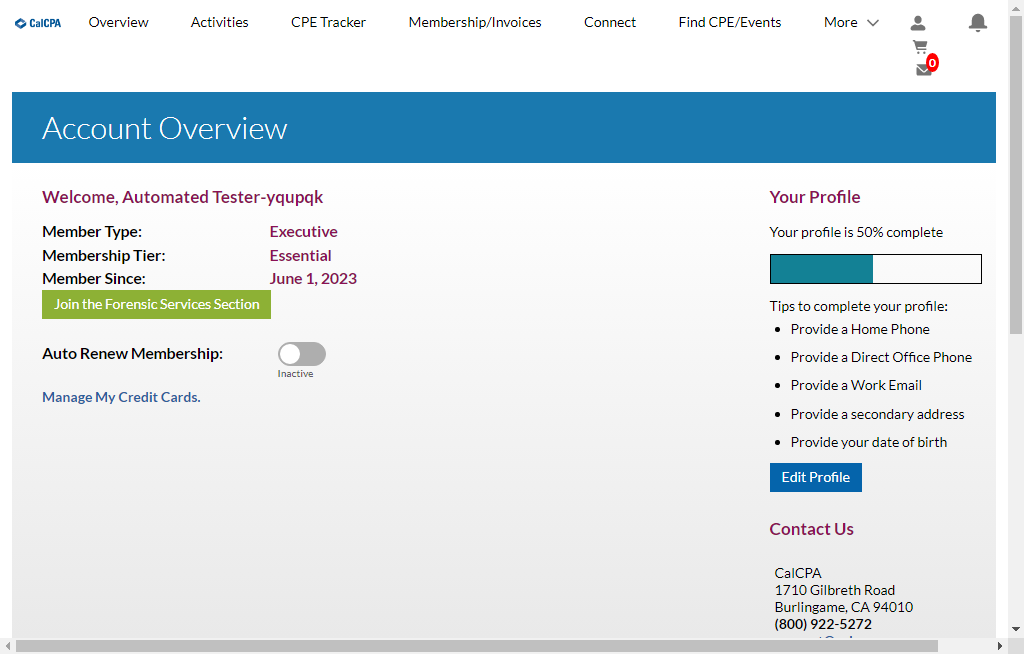 CalCPA Overview Activities CPE Tracker Membership/Invoices Connect Find CPE/Events More
0
Account Overview
Welcome, Automated Tester-yqupqk
Member Type: Executive
Membership Tier: Essential
Member Since: June 1, 2023
Join the Forensic Services Section
Auto Renew Membership:
Inactive
Manage My Credit Cards.
Your Profile
Your profile is 50% complete
Tips to complete your profile:
Provide a Home Phone
Provide a Direct Office Phone
Provide a Work Email
Provide a secondary address
Provide your date of birth
Edit Profile
Contact Us
CalCPA
1710 Gilbreth Road
Burlingame, CA 94010
(800) 922-5272